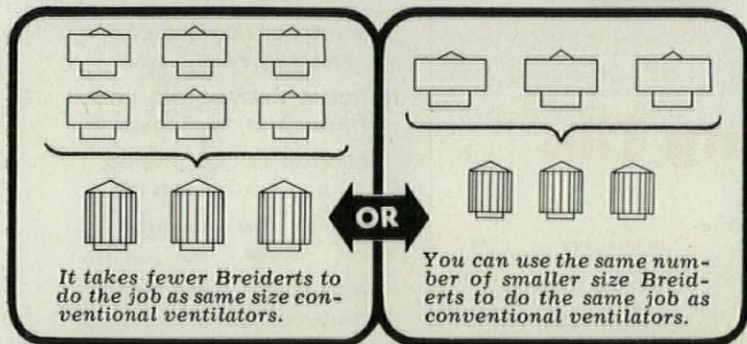 It takes fewer Breiderts to
do the job as same size con-
ventional ventilators.
OR
You can use the same num-
ber of smaller size Breid-
erts to do the same job as
conventional ventilators.